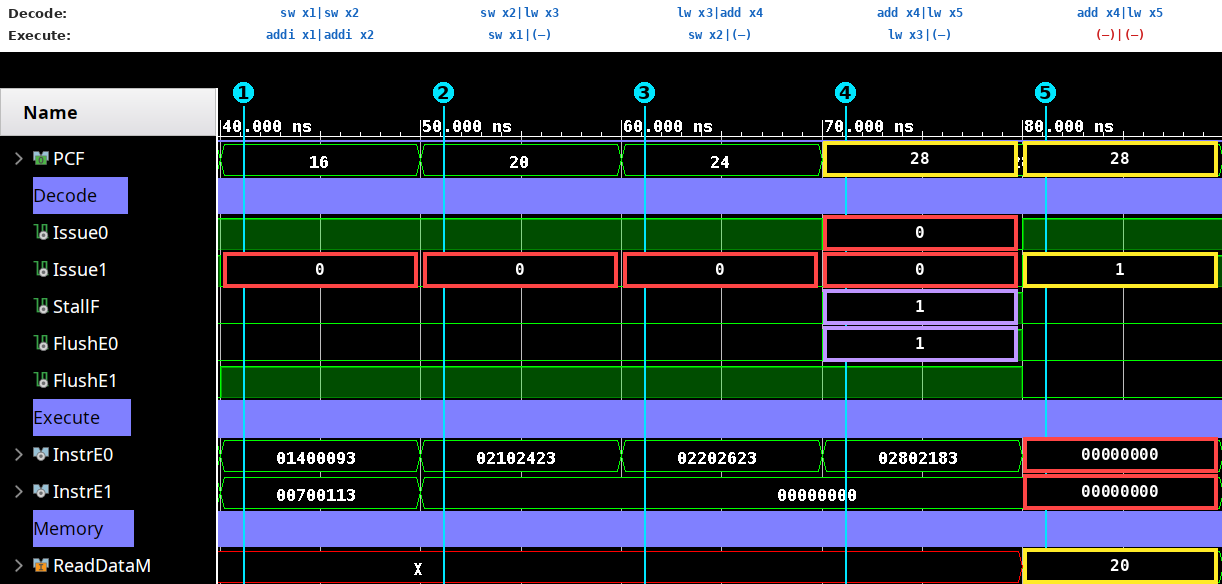 Decode: sw x1|sw x2 sw x2|lw x3 lw x3|add x4 add x4|lw x5 add x4|lw x5
Execute: addi x1|addi x2 sw x1|(—) sw x2|(—) lw x3|(—) (—)|(—)
1 2 3 4 5
Name
40.000 ns 50.000 ns 60.000 ns 70.000 ns 80.000 ns
PCF 16 20 24 28 28
Decode
Issue0 0
Issue1 0 0 0 0 1
StallF 1
FlushE0 1
FlushE1
Execute
InstrE0 01400093 02102423 02202623 02802183 00000000
InstrE1 00700113 00000000 00000000
Memory
ReadDataM X 20